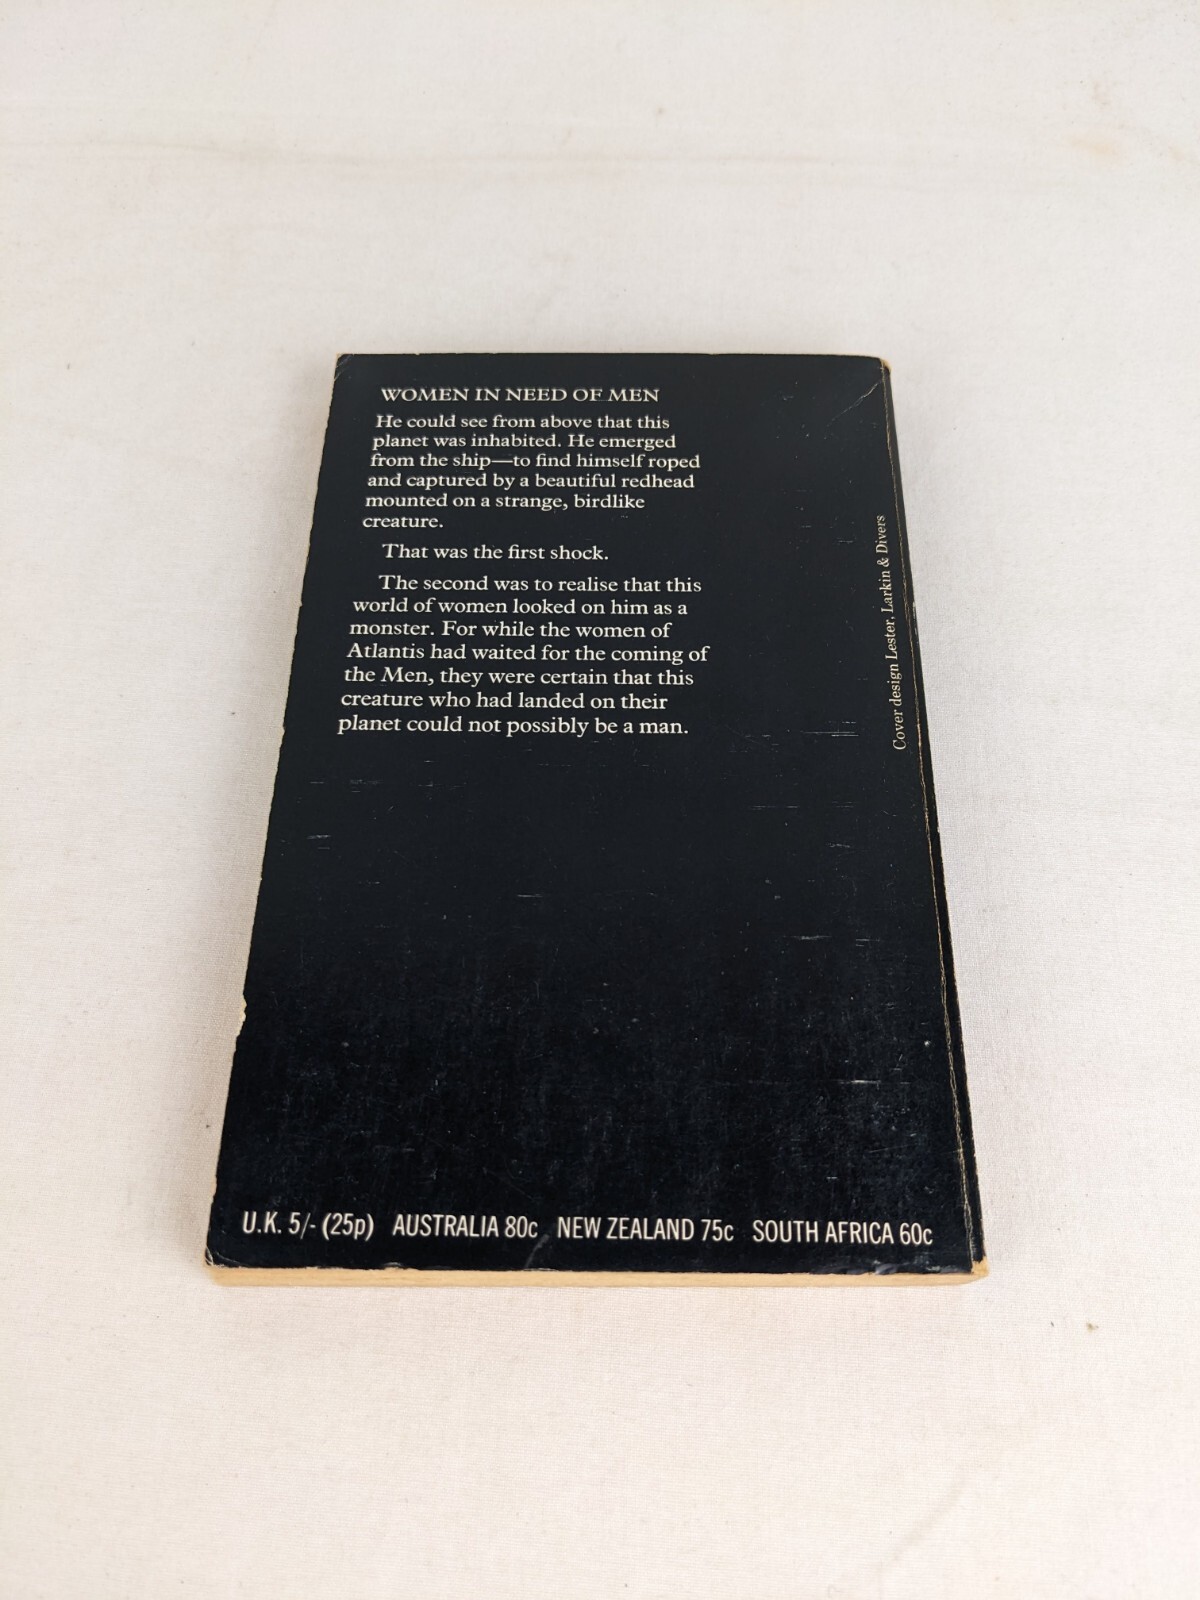 WOMEN IN NEED OF MEN
He could see from above that this
planet was inhabited. He emerged
from the ship—to find himself roped
and captured by a beautiful redhead
mounted on a strange, birdlike
creature.
That was the first shock.
The second was to realise that this
world of women looked on him as a
monster. For while the women of
Atlantis had waited for the coming of
the Men, they were certain that this
creature who had landed on their
planet could not possibly be a man.
Cover design Lester, Larkin & Divers
U.K. 5/- (25p) AUSTRALIA 80c NEW ZEALAND 75c SOUTH AFRICA 60c